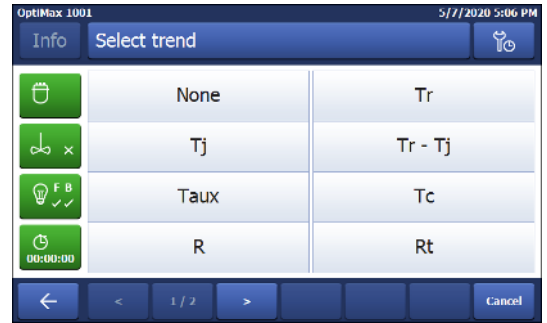 OptiMax 1001 5/7/2020 5:06 PM
Info Select trend
None Tr
Tj Tr - Tj
F B Taux Tc
00:00:00 R Rt
< 1 / 2 > Cancel